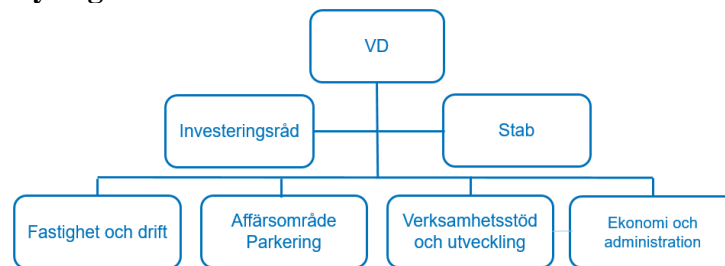 VD
Investeringsråd
Stab
Fastighet och drift
Affärsområde
Parkering
Verksamhetsstöd
och utveckling
Ekonomi och
administration